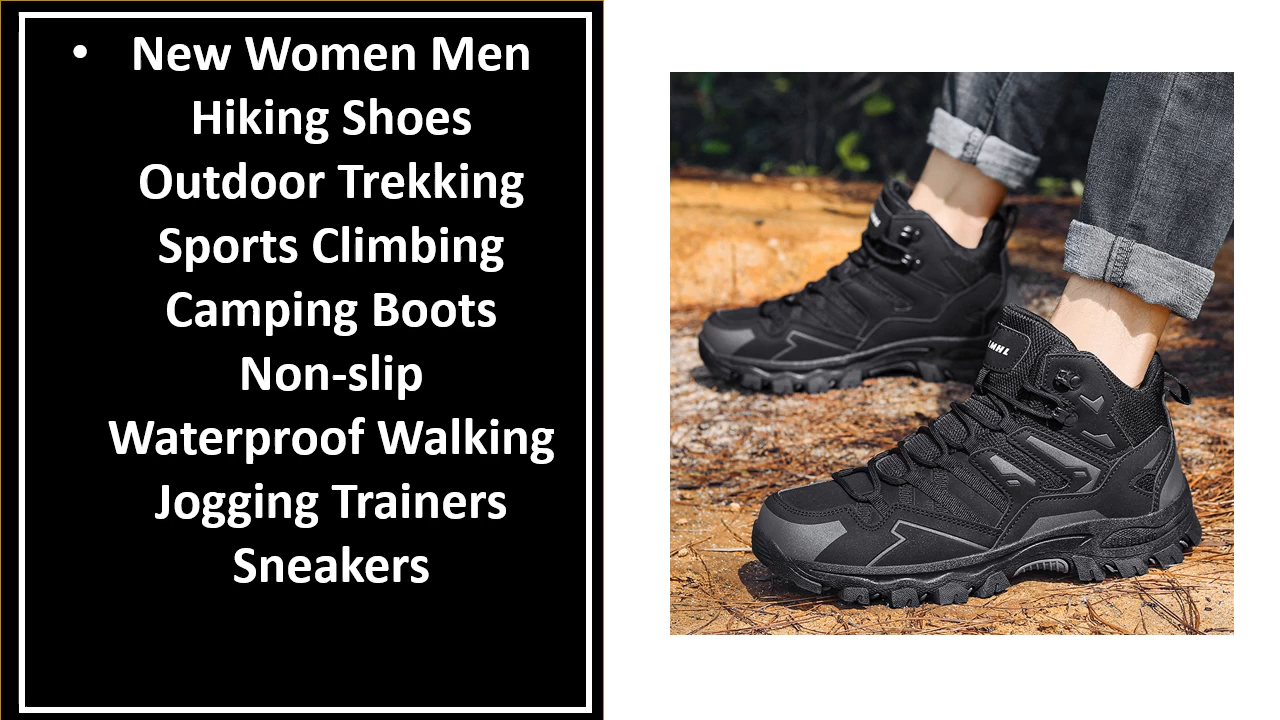 • New Women Men
Hiking Shoes
Outdoor Trekking
Sports Climbing
Camping Boots
Non-slip
Waterproof Walking
Jogging Trainers
Sneakers